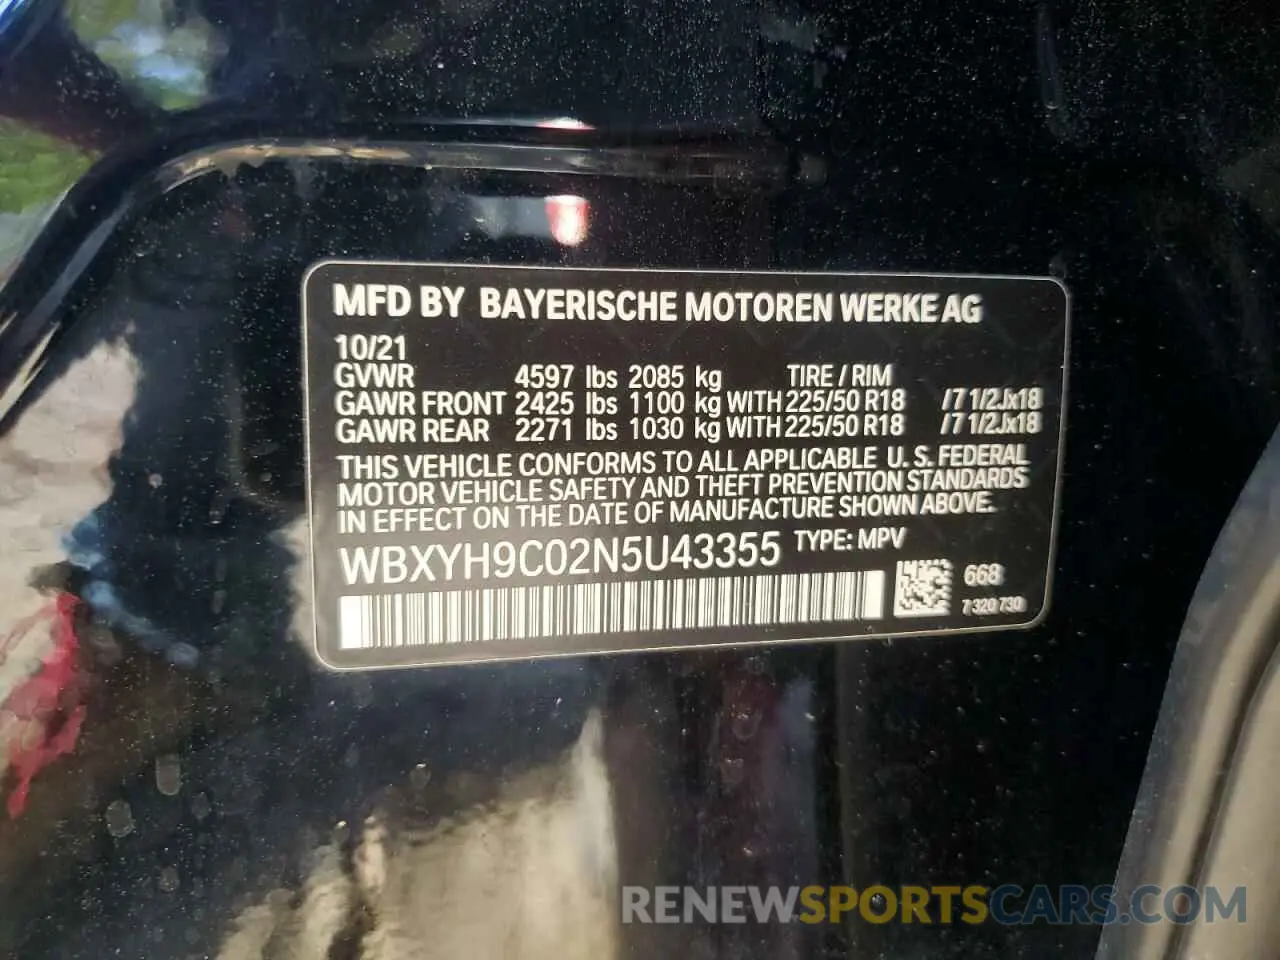 MFD BY BAYERISCHE MOTOREN WERKE AG
10/21
GVWR 4597 lbs 2085 kg TIRE / RIM
GAWR FRONT 2425 lbs 1100 kg WITH 225/50 R18 /7 1/2Jx18
GAWR REAR 2271 lbs 1030 kg WITH 225/50 R18 /7 1/2Jx18
THIS VEHICLE CONFORMS TO ALL APPLICABLE U. S. FEDERAL
MOTOR VEHICLE SAFETY AND THEFT PREVENTION STANDARDS
IN EFFECT ON THE DATE OF MANUFACTURE SHOWN ABOVE.
WBXYH9C02N5U43355 TYPE: MPV
668
7 320 730
RENEWSPORTSCARS.COM